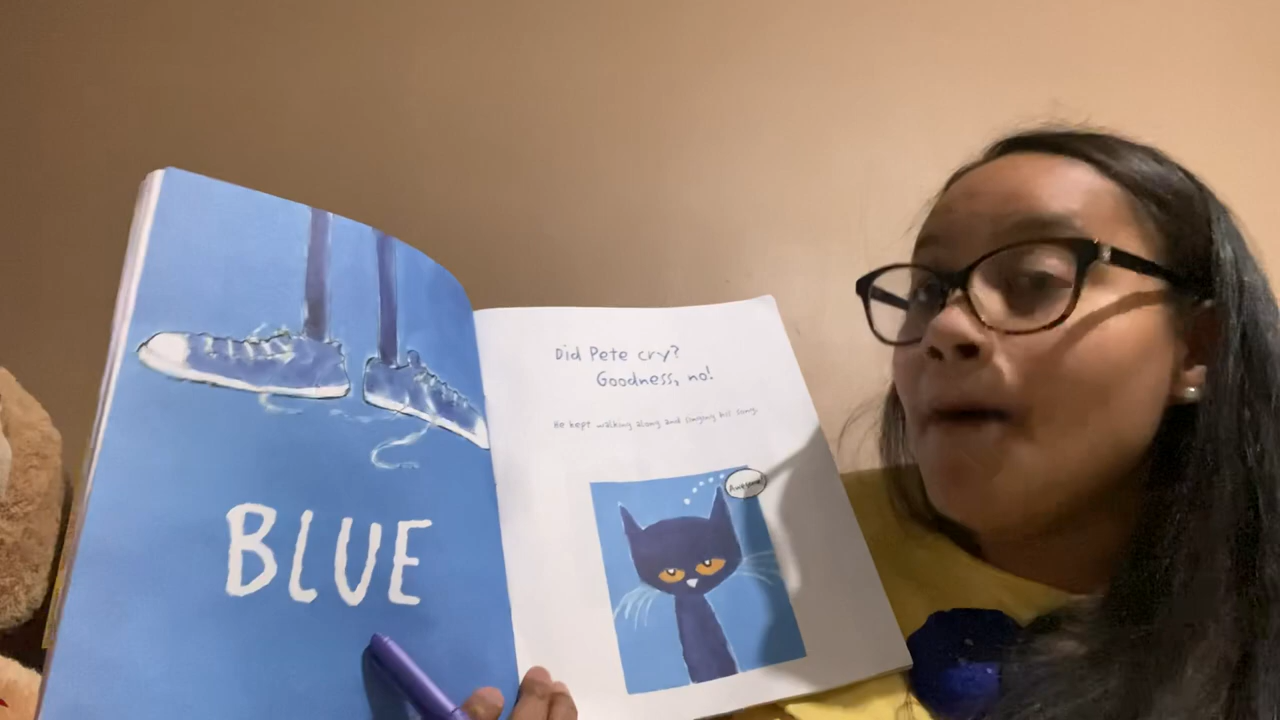 BLUE
Did Pete cry?
Goodness, no!
He kept walking along and singing his song.
Awesome!